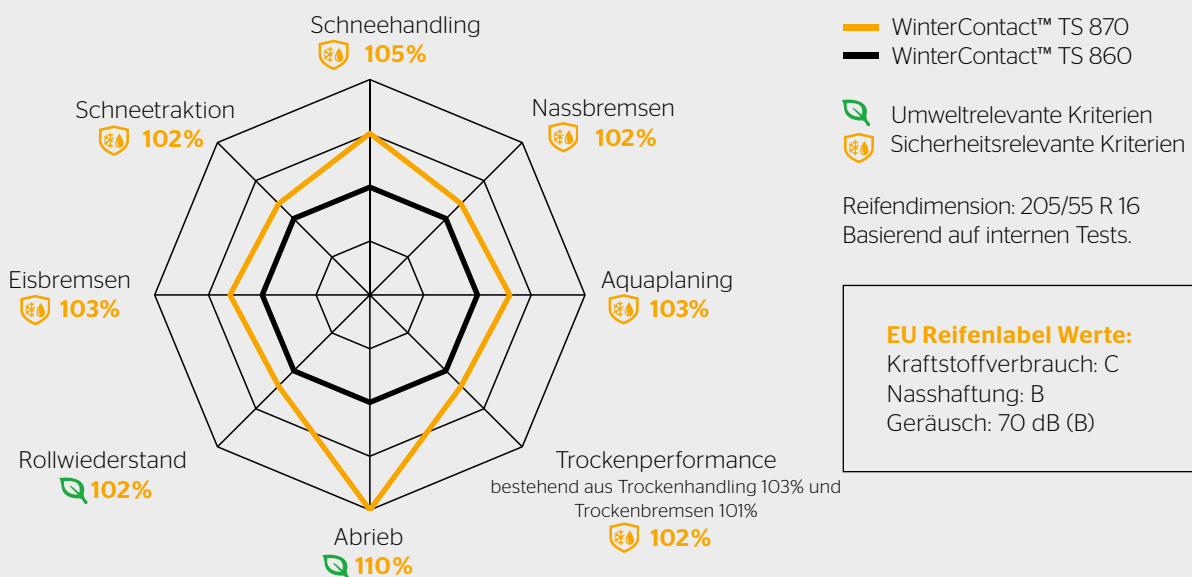 Schneehandling
105%
Schneetraktion
102%
Nassbremsen
102%
Eisbremsen
103%
Aquaplaning
103%
Rollwiederstand
102%
Trockenperformance
bestehend aus Trockenhandling 103% und
Trockenbremsen 101%
102%
Abrieb
110%
WinterContact™ TS 870
WinterContact™ TS 860
Umweltrelevante Kriterien
Sicherheitsrelevante Kriterien
Reifendimension: 205/55 R 16
Basierend auf internen Tests.
EU Reifenlabel Werte:
Kraftstoffverbrauch: C
Nasshaftung: B
Geräusch: 70 dB (B)